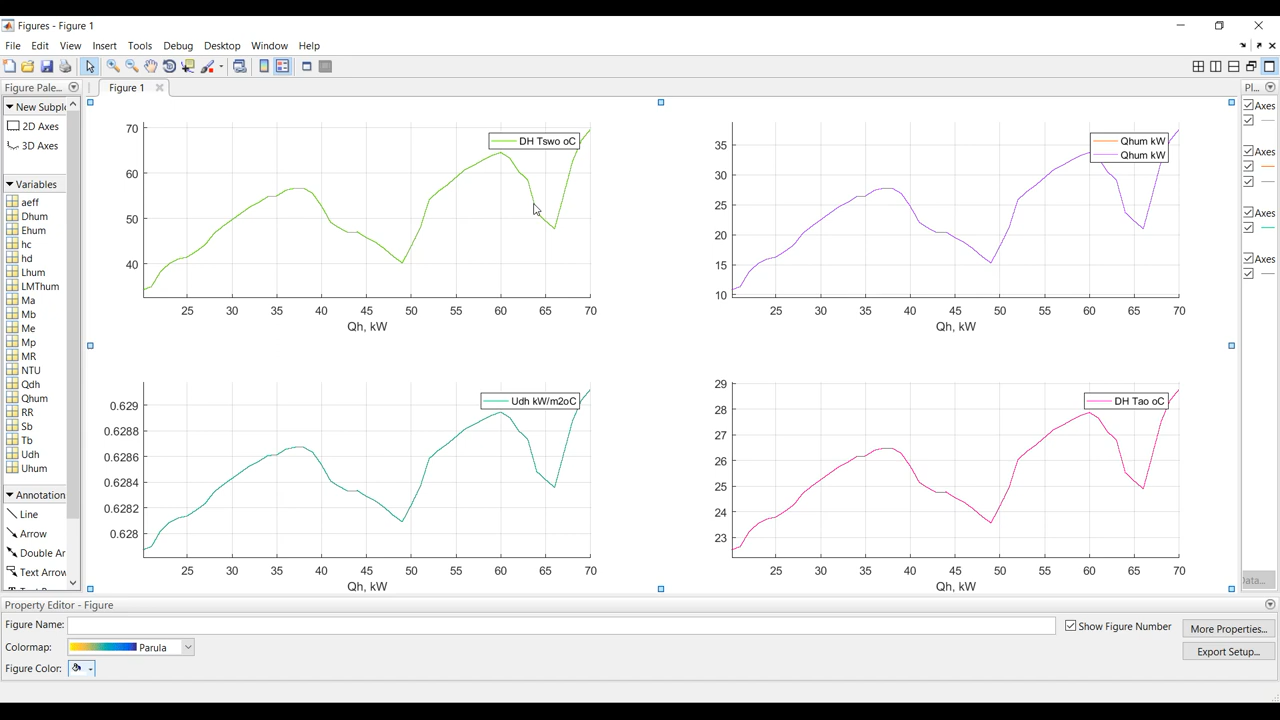 Figures - Figure 1
File Edit View Insert Tools Debug Desktop Window Help
Figure Pale...
Figure 1
Pl...
New Subpl
2D Axes
3D Axes
Variables
aeff
Dhum
Ehum
hc
hd
Lhum
LMThum
Ma
Mb
Me
Mp
MR
NTU
Qdh
Qhum
RR
Sb
Tb
Udh
Uhum
Annotation
Line
Arrow
Double Ar
Text Arrow
70
60
50
40
DH Tswo oC
25 30 35 40 45 50 55 60 65 70
Qh, kW
35
30
25
20
15
10
Qhum kW
Qhum kW
25 30 35 40 45 50 55 60 65 70
Qh, kW
0.629
0.6288
0.6286
0.6284
0.6282
0.628
Udh kW/m2oC
25 30 35 40 45 50 55 60 65 70
Qh, kW
29
28
27
26
25
24
23
DH Tao oC
25 30 35 40 45 50 55 60 65 70
Qh, kW
Axes
Axes
Axes
Axes
Property Editor - Figure
Figure Name:
Show Figure Number
More Properties...
Colormap:
Parula
Export Setup...
Figure Color: